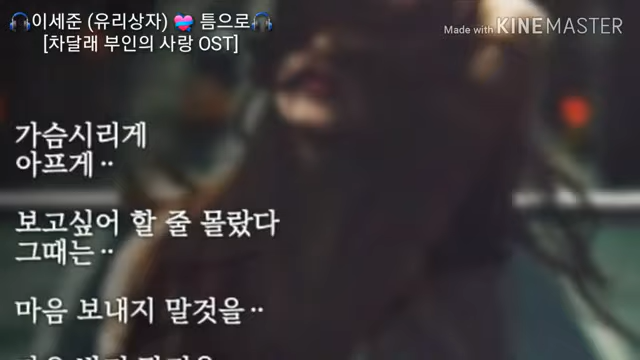 🎧이세준 (유리상자) 💝 틈으로🎧
[차달래 부인의 사랑 OST]
Made with KINEMASTER
가슴시리게
아프게··
보고싶어 할 줄 몰랐다
그때는··
마음 보내지 말것을··